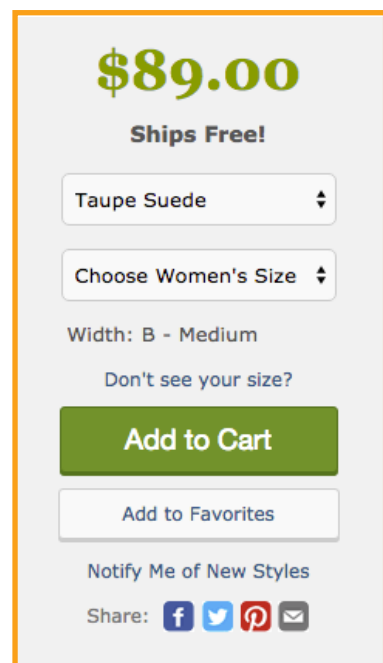 $89.00
Ships Free!
Taupe Suede
Choose Women's Size
Width: B - Medium
Don't see your size?
Add to Cart
Add to Favorites
Notify Me of New Styles
Share: